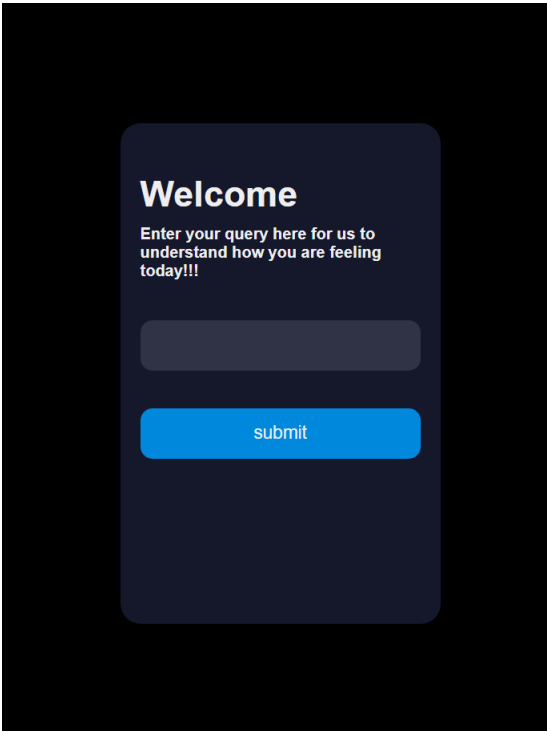 Welcome
Enter your query here for us to
understand how you are feeling
today!!!
submit